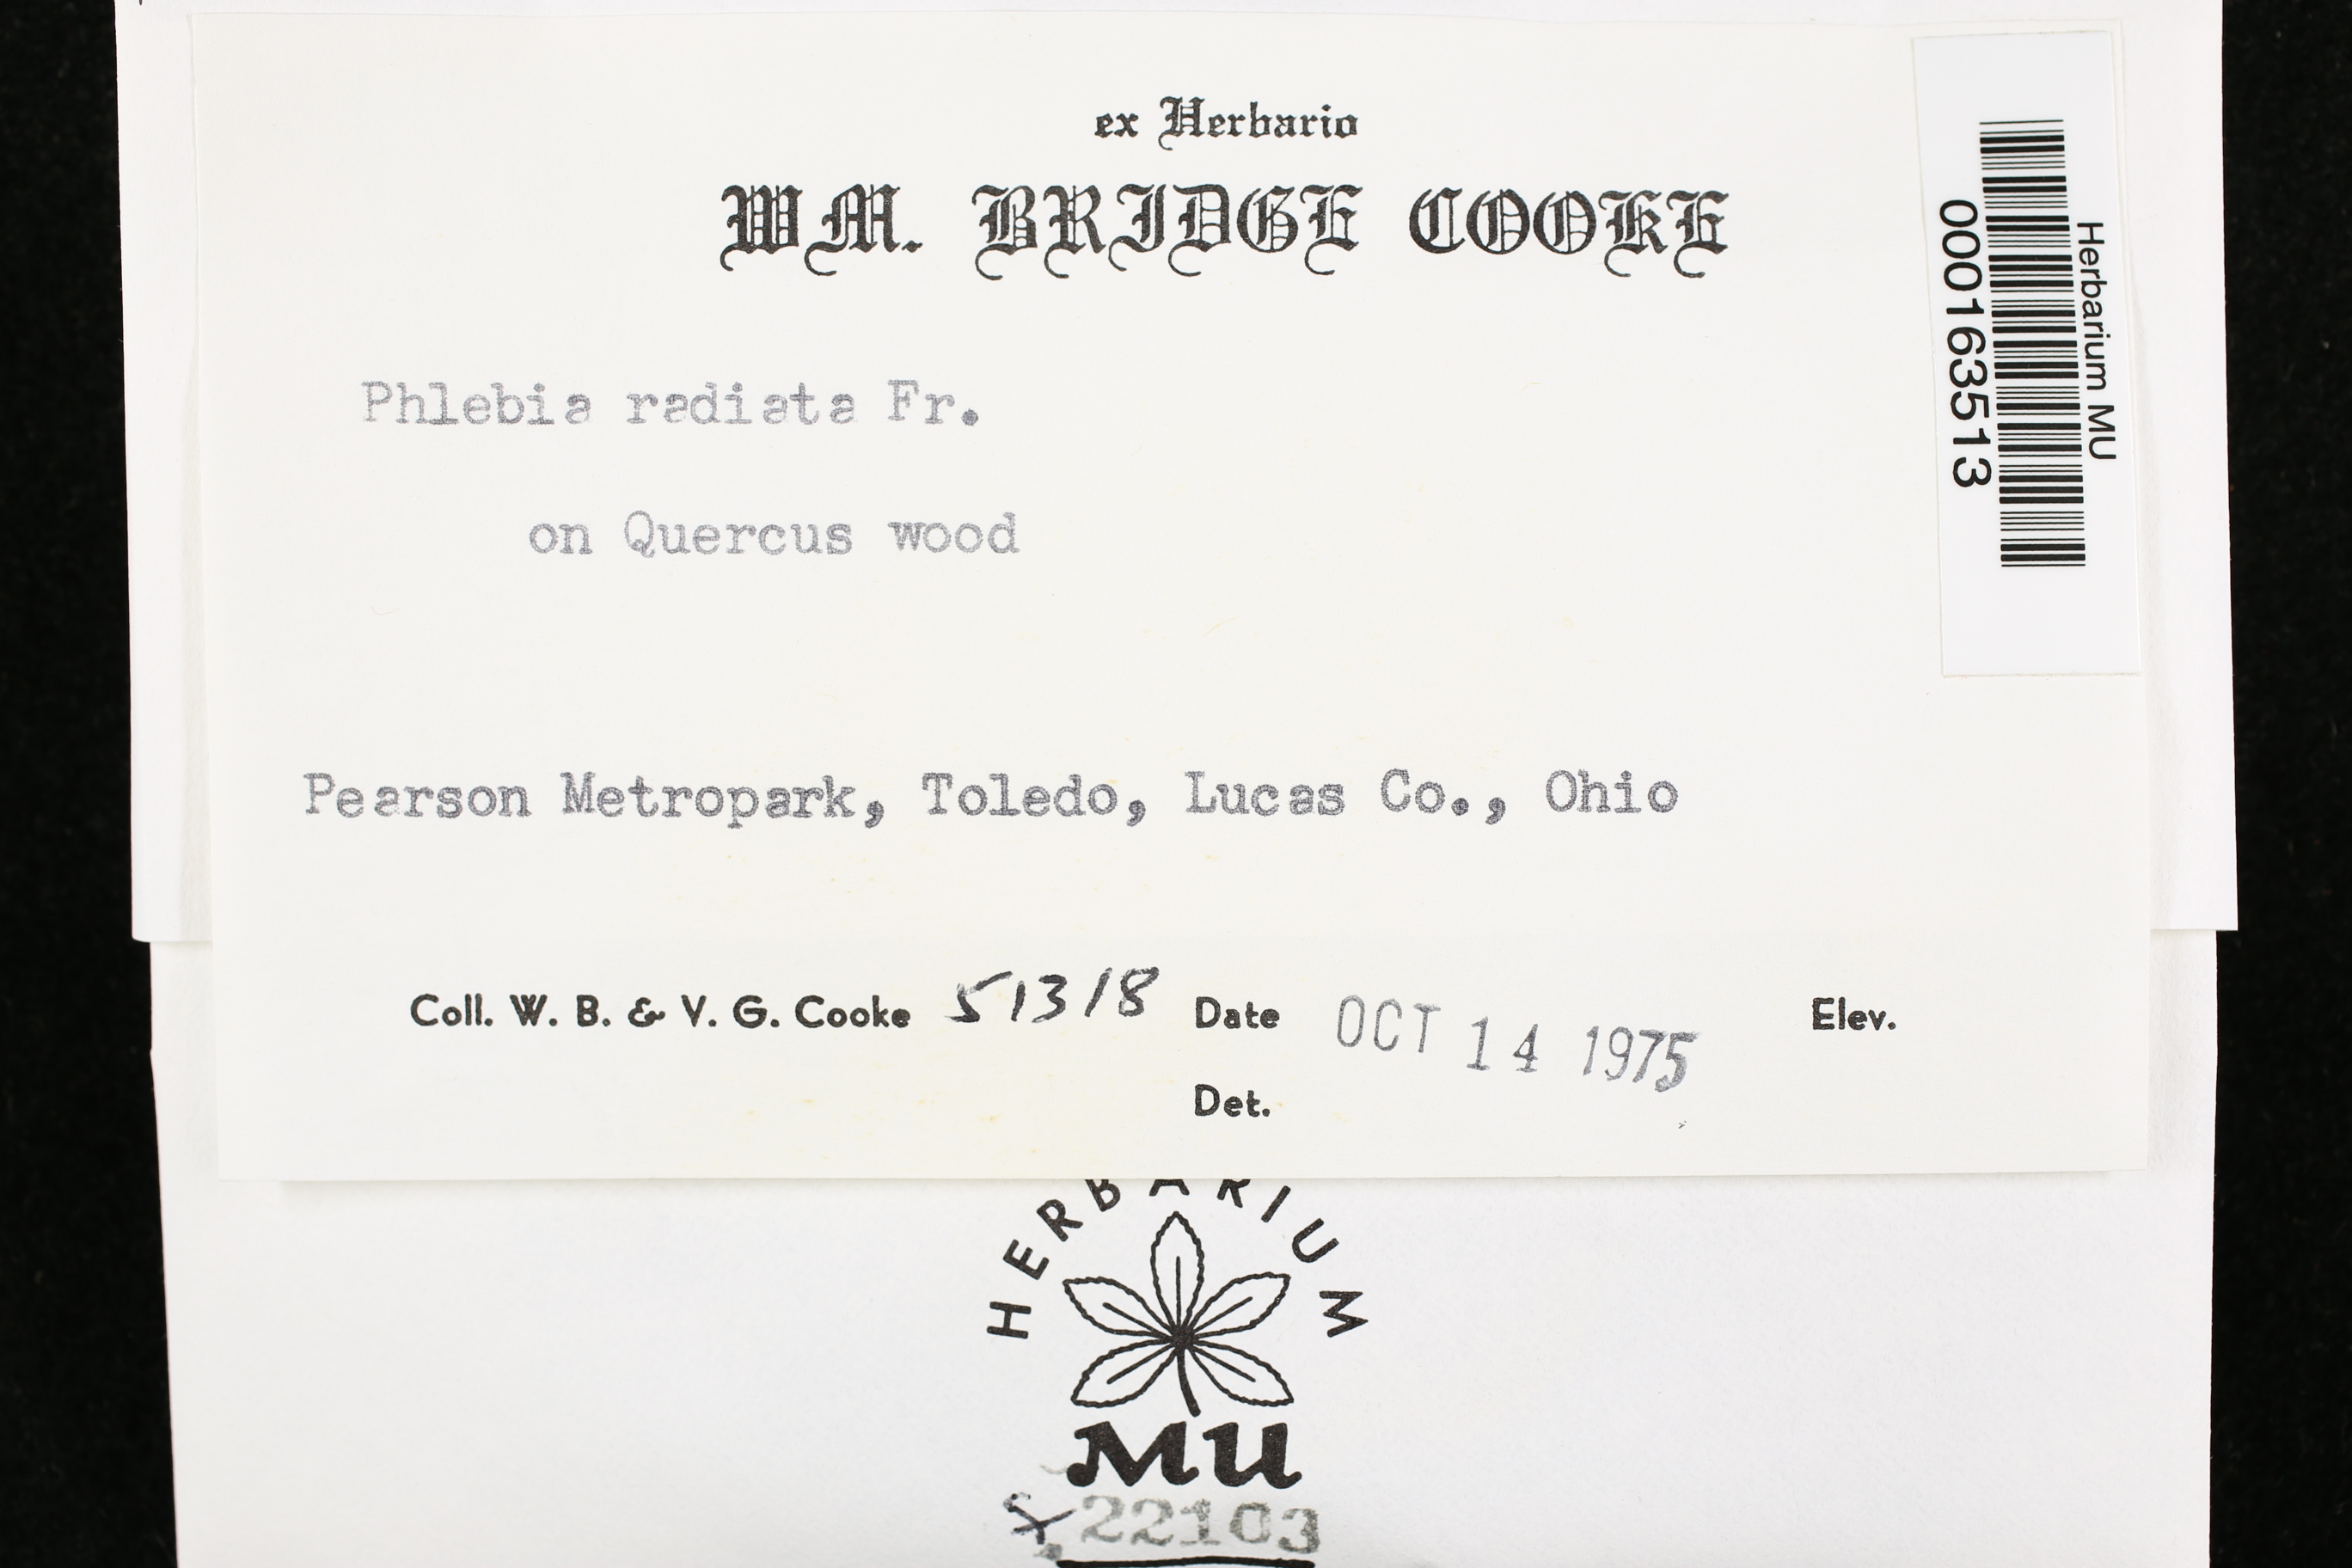 ex Herbario
WM. BRIDGE COOKE
Herbarium MU
000163513
Phlebia radiata Fr.
on Quercus wood
Pearson Metropark, Toledo, Lucas Co., Ohio
Coll. W. B. & V. G. Cooke 51318 Date OCT 14 1975 Elev.
Det.
HERBARIUM
MU
22103